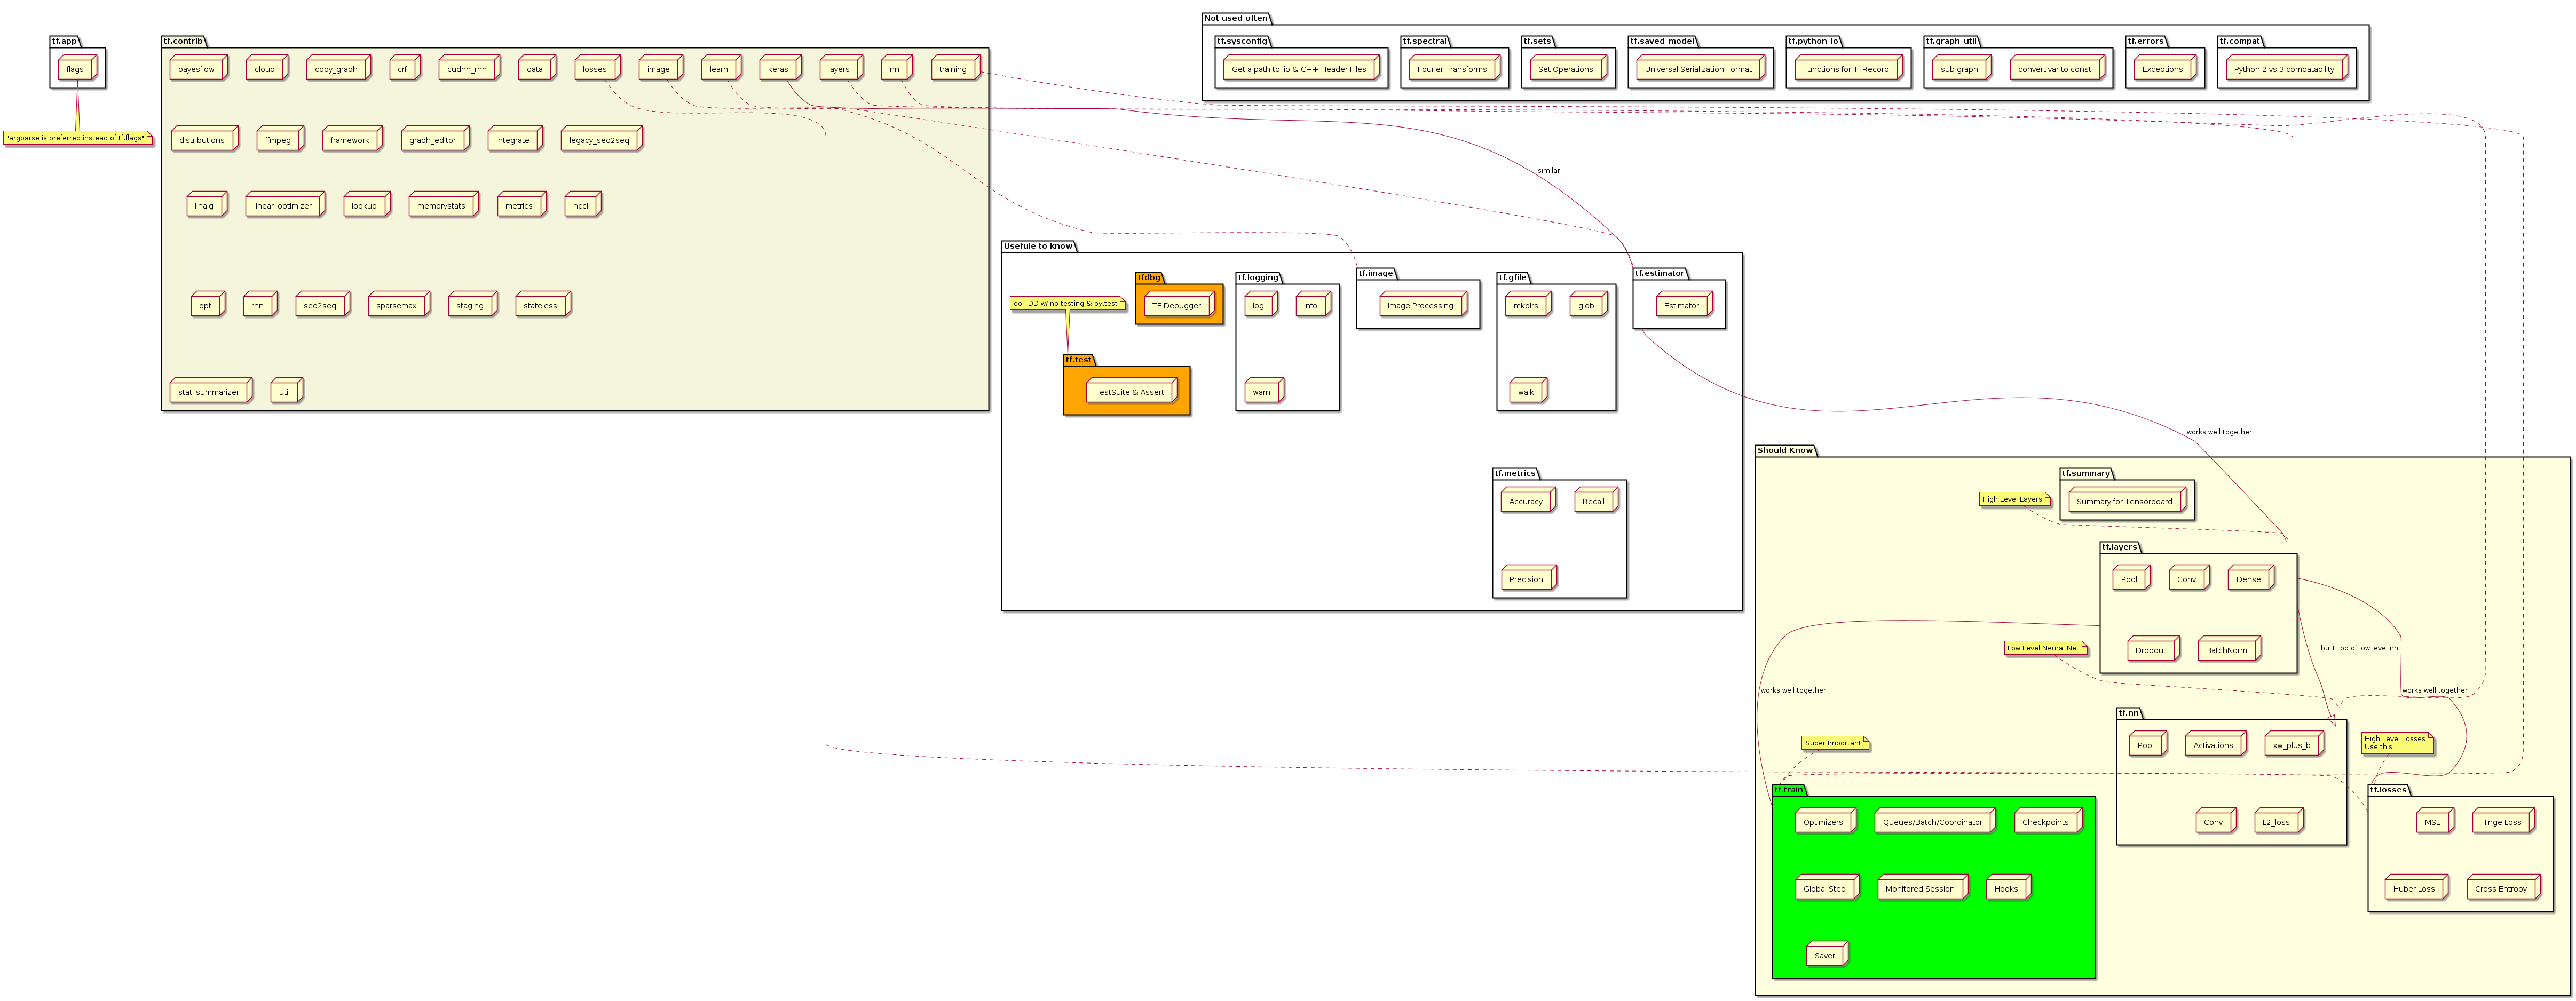 Not used often
tf.sysconfig
Get a path to lib & C++ Header Files
tf.spectral
Fourier Transforms
tf.sets
Set Operations
tf.saved_model
Universal Serialization Format
tf.python_io
Functions for TFRecord
tf.graph_util
sub graph
convert var to const
tf.errors
Exceptions
tf.compat
Python 2 vs 3 compatability
tf.app
flags
"argparse is preferred instead of tf.flags"
tf.contrib
bayesflow
cloud
copy_graph
crf
cudnn_rnn
data
losses
image
learn
keras
layers
nn
training
distributions
ffmpeg
framework
graph_editor
integrate
legacy_seq2seq
linalg
linear_optimizer
lookup
memorystats
metrics
nccl
opt
rnn
seq2seq
sparsemax
staging
stateless
stat_summarizer
util
similar
Usefule to know
do TDD w/ np.testing & py.test
tfdbg
TF Debugger
tf.test
TestSuite & Assert
tf.logging
log
info
warn
tf.image
Image Processing
tf.gfile
mkdirs
glob
walk
tf.estimator
Estimator
tf.metrics
Accuracy
Recall
Precision
works well together
Should Know
tf.summary
Summary for Tensorboard
High Level Layers
tf.layers
Pool
Conv
Dense
Dropout
BatchNorm
Low Level Neural Net
built top of low level nn
works well together
works well together
tf.nn
Pool
Activations
xw_plus_b
Conv
L2_loss
High Level Losses
Use this
Super Important
tf.train
Optimizers
Queues/Batch/Coordinator
Checkpoints
Global Step
Monitored Session
Hooks
Saver
tf.losses
MSE
Hinge Loss
Huber Loss
Cross Entropy